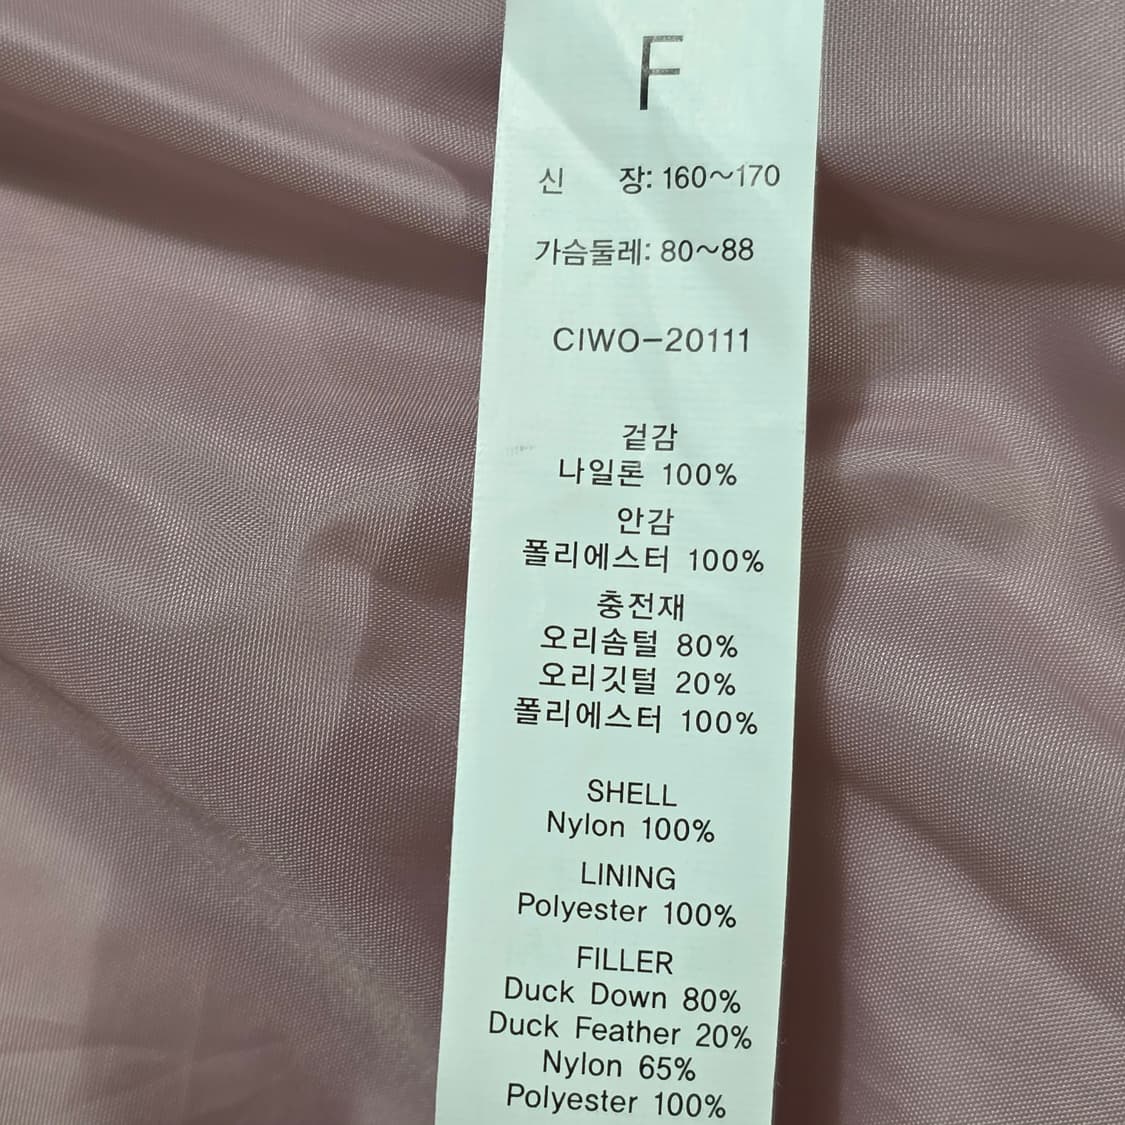 F
신 장: 160~170
가슴둘레: 80~88
CIWO-20111
겉감
나일론 100%
안감
폴리에스터 100%
충전재
오리솜털 80%
오리깃털 20%
폴리에스터 100%
SHELL
Nylon 100%
LINING
Polyester 100%
FILLER
Duck Down 80%
Duck Feather 20%
Nylon 65%
Polyester 100%